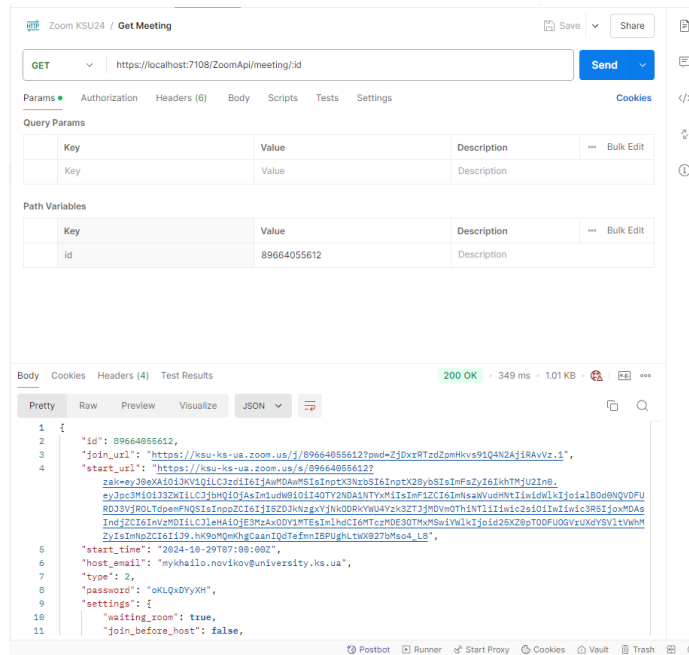 HTTP Zoom KSU24 / Get Meeting Save Share
GET https://localhost:7108/ZoomApi/meeting/:id Send
Params Authorization Headers (6) Body Scripts Tests Settings Cookies
Query Params
Key Value Description Bulk Edit
Key Value Description
Path Variables
Key Value Description Bulk Edit
id 89664055612 Description
Body Cookies Headers (4) Test Results 200 OK 349 ms 1.01 KB e.g.
Pretty Raw Preview Visualize JSON
1 {
2 "id": 89664055612,
3 "join_url": "https://ksu-ks-ua.zoom.us/j/89664055612?pwd=ZjDxrRTzdZpmHkvs91Q4N2AjiRAvVz.1",
4 "start_url": "https://ksu-ks-ua.zoom.us/s/89664055612?
5 "start_time": "2024-10-29T07:00:00Z",
6 "host_email": "mykhailo.novikov@university.ks.ua",
7 "type": 2,
8 "password": "oKLQxDYyXH",
9 "settings": {
10 "waiting_room": true,
11 "join_before_host": false,
Postbot Runner Start Proxy Cookies Vault Trash